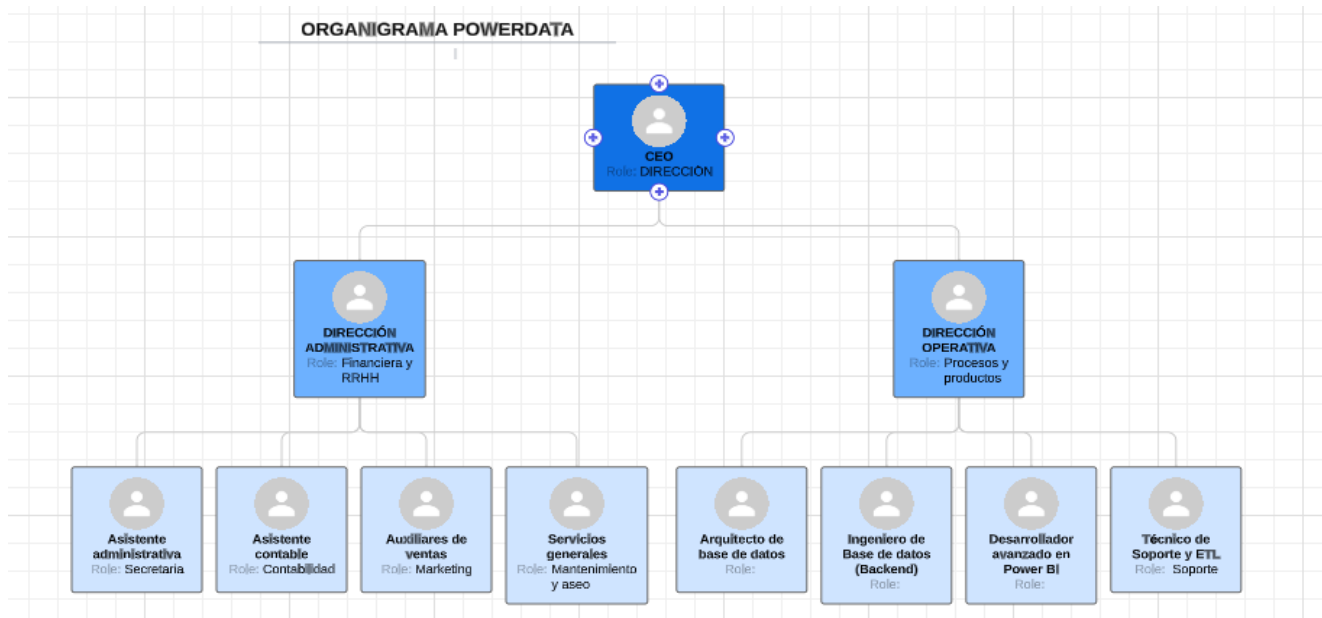 ORGANIGRAMA POWERDATA
CEO
Role: DIRECCIÓN
DIRECCIÓN
ADMINISTRATIVA
Role: Financiera y
RRHH
DIRECCIÓN
OPERATIVA
Role: Procesos y
productos
Asistente
administrativa
Role: Secretaria
Asistente
contable
Role: Contabilidad
Auxiliares de
ventas
Role: Marketing
Servicios
generales
Role: Mantenimiento
y aseo
Arquitecto de
base de datos
Role:
Ingeniero de
Base de datos
(Backend)
Role:
Desarrollador
avanzado en
Power BI
Role:
Técnico de
Soporte y ETL
Role: Soporte